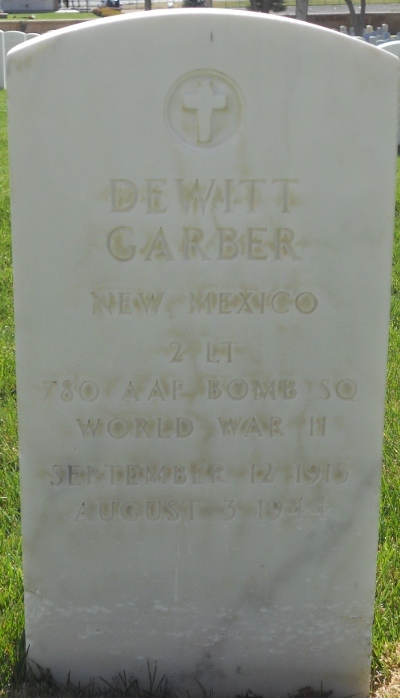 DEWITT
GARBER
NEW MEXICO
2 LT
780 AAF BOMB SQ
WORLD WAR II
SEPTEMBER 12 1915
AUGUST 3 1944